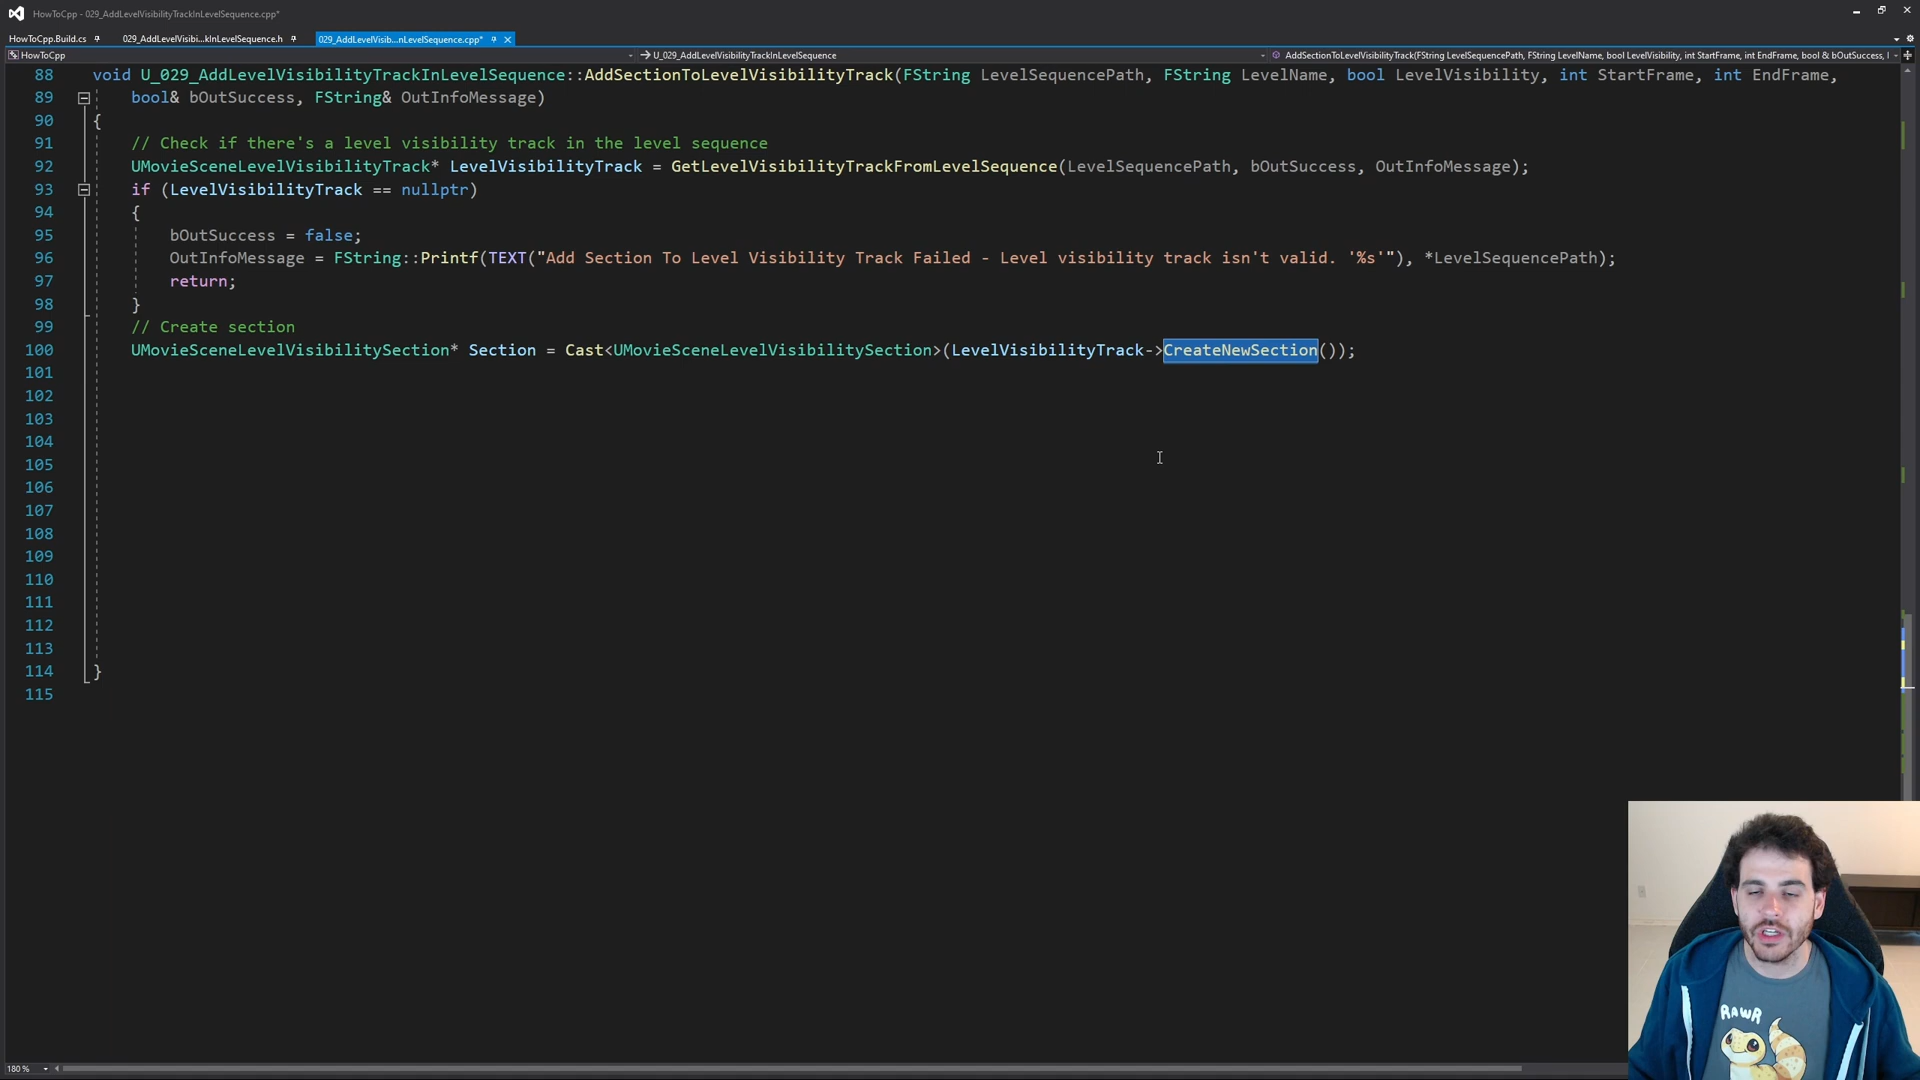 HowToCpp - 029_AddLevelVisibilityTrackInLevelSequence.cpp*
HowToCpp.Build.cs 029_AddLevelVisibi...kInLevelSequence.h 029_AddLevelVisib...nLevelSequence.cpp*
HowToCpp U_029_AddLevelVisibilityTrackInLevelSequence AddSectionToLevelVisibilityTrack(FString LevelSequencePath, FString LevelName, bool LevelVisibility, int StartFrame, int EndFrame, bool & bOutSuccess,
88 void U_029_AddLevelVisibilityTrackInLevelSequence::AddSectionToLevelVisibilityTrack(FString LevelSequencePath, FString LevelName, bool LevelVisibility, int StartFrame, int EndFrame,
89 bool& bOutSuccess, FString& OutInfoMessage)
90 {
91 // Check if there's a level visibility track in the level sequence
92 UMovieSceneLevelVisibilityTrack* LevelVisibilityTrack = GetLevelVisibilityTrackFromLevelSequence(LevelSequencePath, bOutSuccess, OutInfoMessage);
93 if (LevelVisibilityTrack == nullptr)
94 {
95 bOutSuccess = false;
96 OutInfoMessage = FString::Printf(TEXT("Add Section To Level Visibility Track Failed - Level visibility track isn't valid. '%s'"), *LevelSequencePath);
97 return;
98 }
99 // Create section
100 UMovieSceneLevelVisibilitySection* Section = Cast<UMovieSceneLevelVisibilitySection>(LevelVisibilityTrack->CreateNewSection());
101
102
103
104
105
106
107
108
109
110
111
112
113
114 }
115
RAWR
180 %